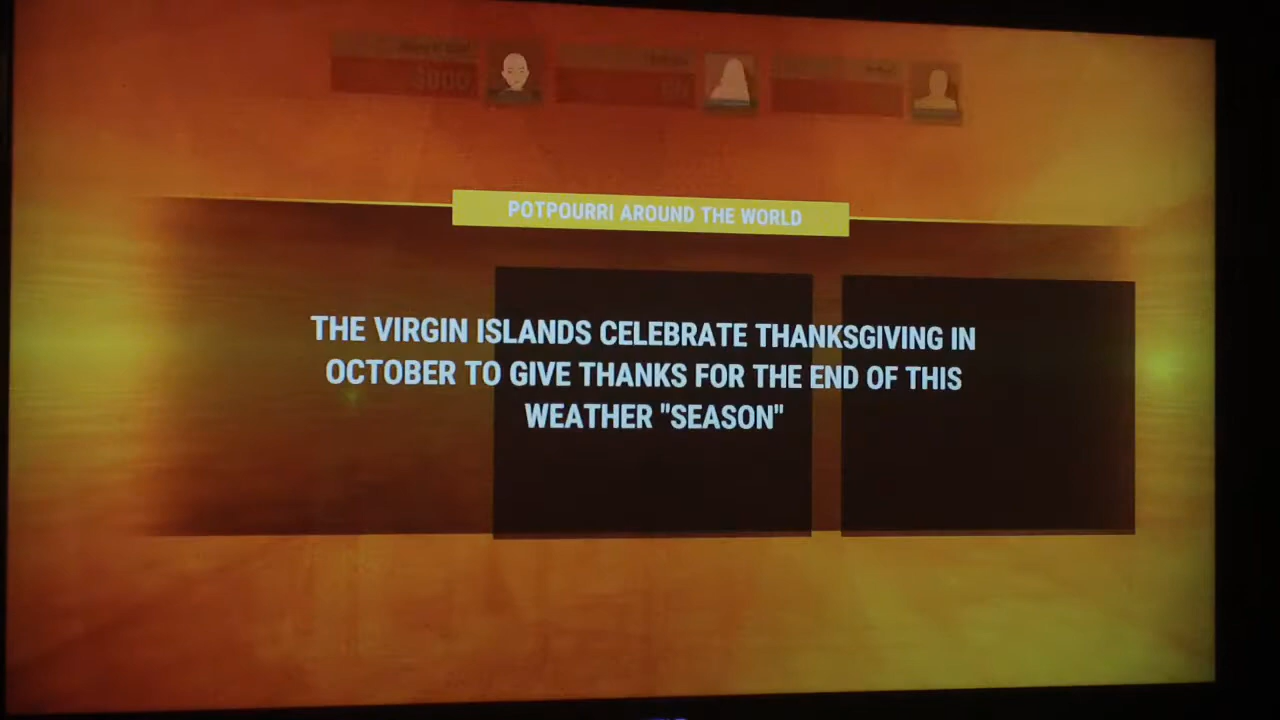 POTPOURRI AROUND THE WORLD
THE VIRGIN ISLANDS CELEBRATE THANKSGIVING IN
OCTOBER TO GIVE THANKS FOR THE END OF THIS
WEATHER "SEASON"